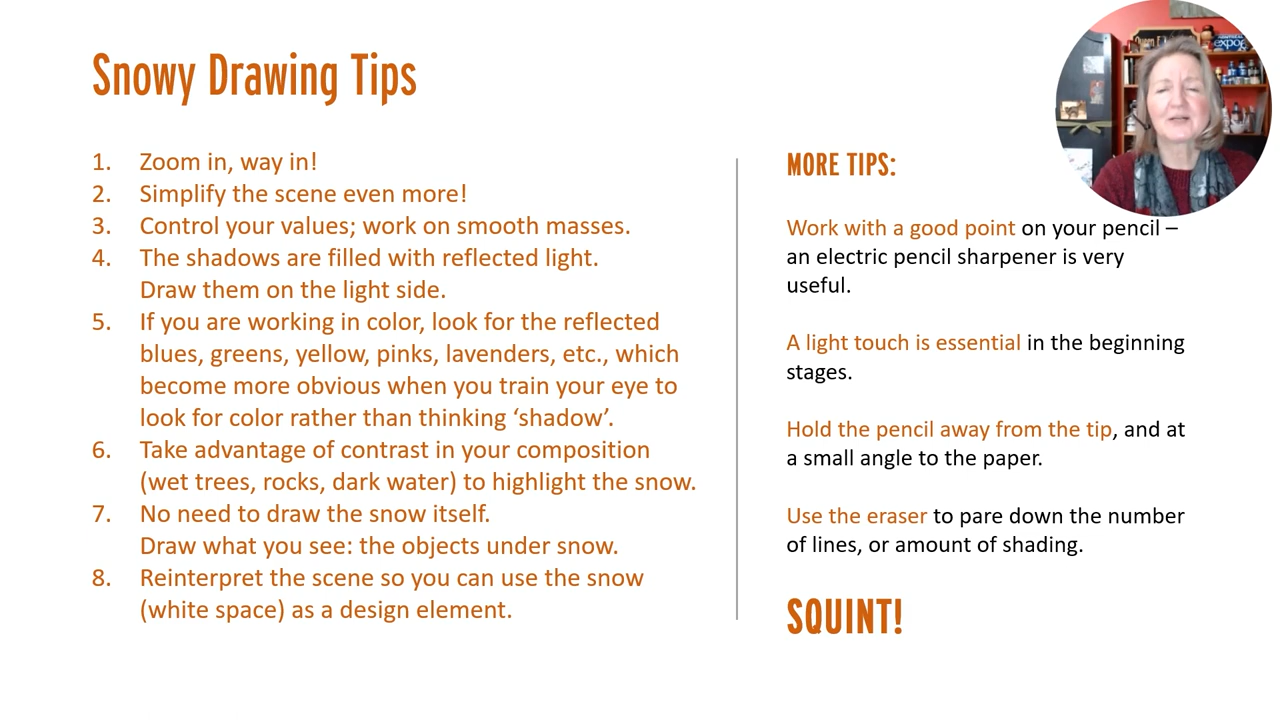 Snowy Drawing Tips
1. Zoom in, way in!
2. Simplify the scene even more!
3. Control your values; work on smooth masses.
4. The shadows are filled with reflected light.
Draw them on the light side.
5. If you are working in color, look for the reflected
blues, greens, yellow, pinks, lavenders, etc., which
become more obvious when you train your eye to
look for color rather than thinking ‘shadow’.
6. Take advantage of contrast in your composition
(wet trees, rocks, dark water) to highlight the snow.
7. No need to draw the snow itself.
Draw what you see: the objects under snow.
8. Reinterpret the scene so you can use the snow
(white space) as a design element.
MORE TIPS:
Work with a good point on your pencil –
an electric pencil sharpener is very
useful.
A light touch is essential in the beginning
stages.
Hold the pencil away from the tip, and at
a small angle to the paper.
Use the eraser to pare down the number
of lines, or amount of shading.
SQUINT!
Queen
expo